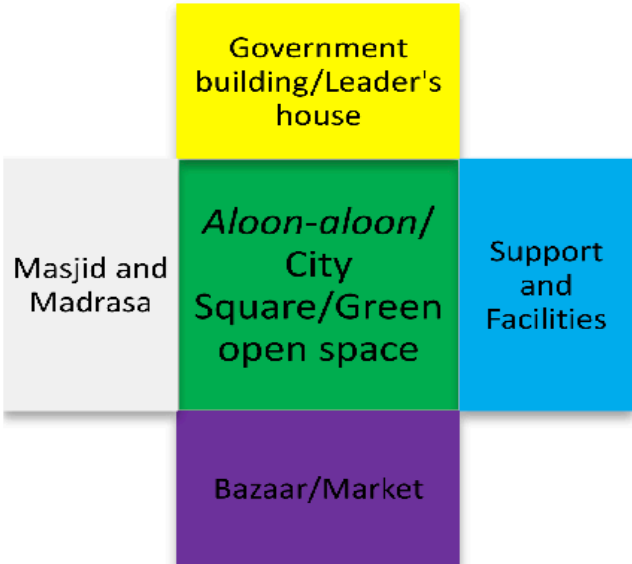 Government
building/Leader's
house
Masjid and
Madrasa
Aloon-aloon/
City
Square/Green
open space
Support
and
Facilities
Bazaar/Market